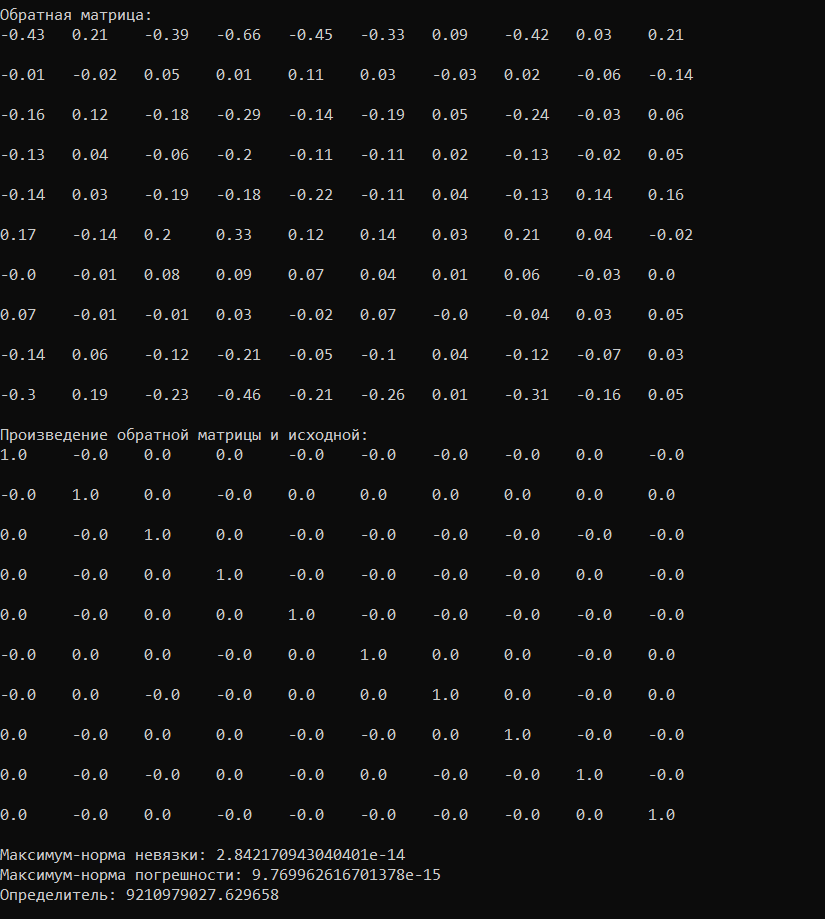 Обратная матрица:
-0.43 0.21 -0.39 -0.66 -0.45 -0.33 0.09 -0.42 0.03 0.21
-0.01 -0.02 0.05 0.01 0.11 0.03 -0.03 0.02 -0.06 -0.14
-0.16 0.12 -0.18 -0.29 -0.14 -0.19 0.05 -0.24 -0.03 0.06
-0.13 0.04 -0.06 -0.2 -0.11 -0.11 0.02 -0.13 -0.02 0.05
-0.14 0.03 -0.19 -0.18 -0.22 -0.11 0.04 -0.13 0.14 0.16
0.17 -0.14 0.2 0.33 0.12 0.14 0.03 0.21 0.04 -0.02
-0.0 -0.01 0.08 0.09 0.07 0.04 0.01 0.06 -0.03 0.0
0.07 -0.01 -0.01 0.03 -0.02 0.07 -0.0 -0.04 0.03 0.05
-0.14 0.06 -0.12 -0.21 -0.05 -0.1 0.04 -0.12 -0.07 0.03
-0.3 0.19 -0.23 -0.46 -0.21 -0.26 0.01 -0.31 -0.16 0.05
Произведение обратной матрицы и исходной:
1.0 -0.0 0.0 0.0 -0.0 -0.0 -0.0 -0.0 0.0 -0.0
-0.0 1.0 0.0 -0.0 0.0 0.0 0.0 0.0 0.0 0.0
0.0 -0.0 1.0 0.0 -0.0 -0.0 -0.0 -0.0 -0.0 -0.0
0.0 -0.0 0.0 1.0 -0.0 -0.0 -0.0 -0.0 0.0 -0.0
0.0 -0.0 0.0 0.0 1.0 -0.0 -0.0 -0.0 -0.0 -0.0
-0.0 0.0 0.0 -0.0 0.0 1.0 0.0 0.0 -0.0 0.0
-0.0 0.0 -0.0 -0.0 0.0 0.0 1.0 0.0 -0.0 0.0
0.0 -0.0 0.0 0.0 -0.0 -0.0 0.0 1.0 -0.0 -0.0
0.0 -0.0 -0.0 0.0 -0.0 0.0 -0.0 -0.0 1.0 -0.0
0.0 -0.0 0.0 -0.0 -0.0 -0.0 -0.0 -0.0 0.0 1.0
Максимум-норма невязки: 2.842170943040401e-14
Максимум-норма погрешности: 9.769962616701378e-15
Определитель: 9210979027.629658